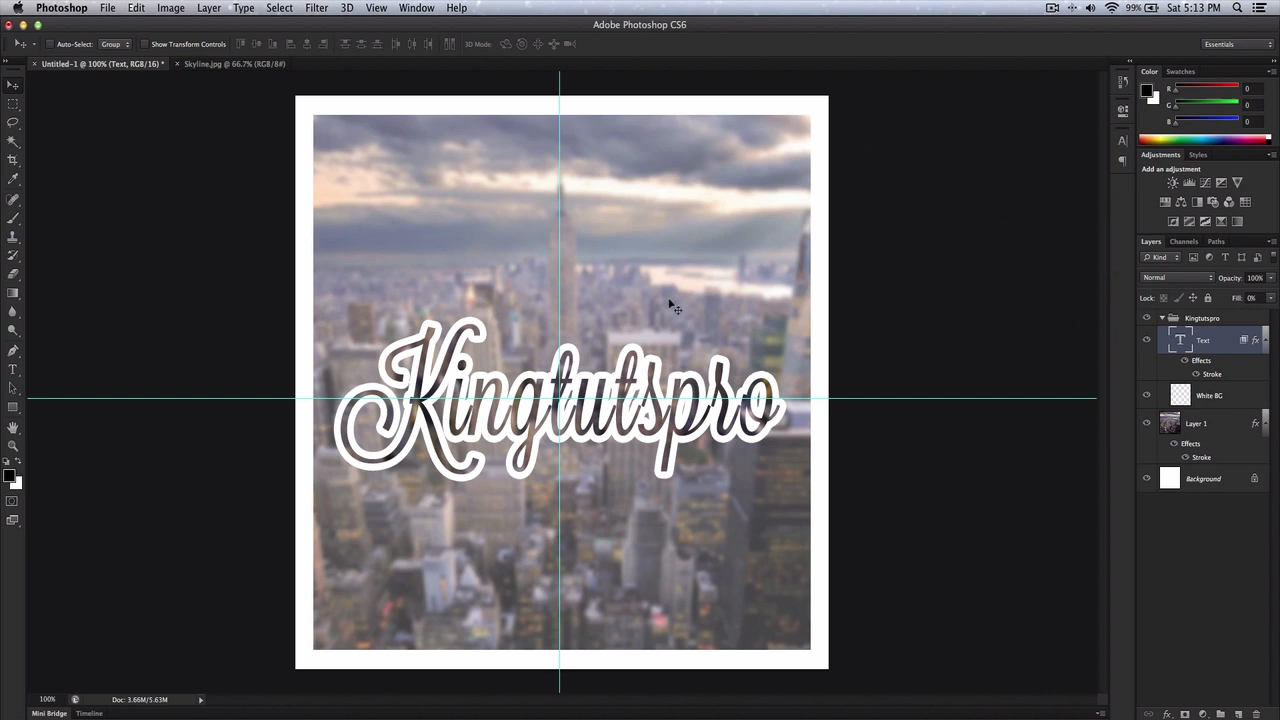 Photoshop File Edit Image Layer Type Select Filter 3D View Window Help 99% Sat 5:13 PM
Adobe Photoshop CS6
Auto-Select: Group Show Transform Controls 3D Mode: Essentials
Untitled-1 @ 100% (Text, RGB/16) * Skyline.jpg @ 66.7% (RGB/8#)
Color Swatches
R 0
G 0
B 0
Adjustments Styles
Add an adjustment
Layers Channels Paths
Kind
Normal Opacity: 100%
Lock: Fill: 0%
Kingtutspro
Text fx
Effects
Stroke
White BG
Layer 1 fx
Effects
Stroke
Background
Kingtutspro
100% Doc: 3.66M/5.63M
Mini Bridge Timeline